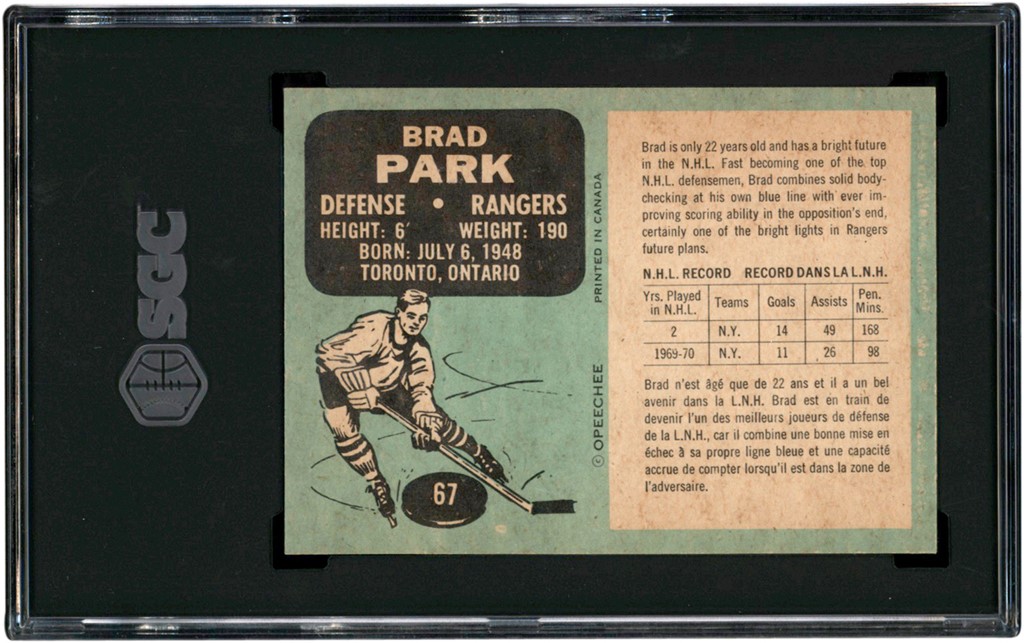 SGC
BRAD
PARK
DEFENSE • RANGERS
HEIGHT: 6′ WEIGHT: 190
BORN: JULY 6, 1948
TORONTO, ONTARIO
67
© OPEECHEE PRINTED IN CANADA
Brad is only 22 years old and has a bright future
in the N.H.L. Fast becoming one of the top
N.H.L. defensemen, Brad combines solid body-
checking at his own blue line with ever im-
proving scoring ability in the opposition's end,
certainly one of the bright lights in Rangers
future plans.
N.H.L. RECORD RECORD DANS LA L.N.H.
Yrs. Played in N.H.L. Teams Goals Assists Pen. Mins.
2 N.Y. 14 49 168
1969-70 N.Y. 11 26 98
Brad n'est âgé que de 22 ans et il a un bel
avenir dans la L.N.H. Brad est en train de
devenir l'un des meilleurs joueurs de défense
de la L.N.H., car il combine une bonne mise en
échec à sa propre ligne bleue et une capacité
accrue de compter lorsqu'il est dans la zone de
l'adversaire.